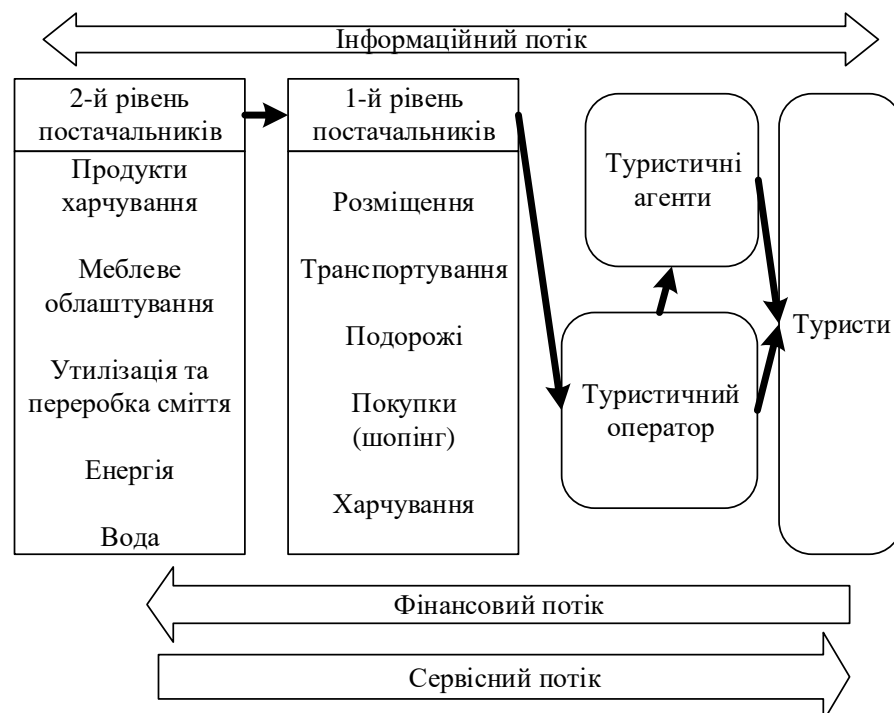 Інформаційний потік
2-й рівень
постачальників
Продукти
харчування
Меблеве
облаштування
Утилізація та
переробка сміття
Енергія
Вода
1-й рівень
постачальників
Розміщення
Транспортування
Подорожі
Покупки
(шопінг)
Харчування
Туристичні
агенти
Туристичний
оператор
Туристи
Фінансовий потік
Сервісний потік